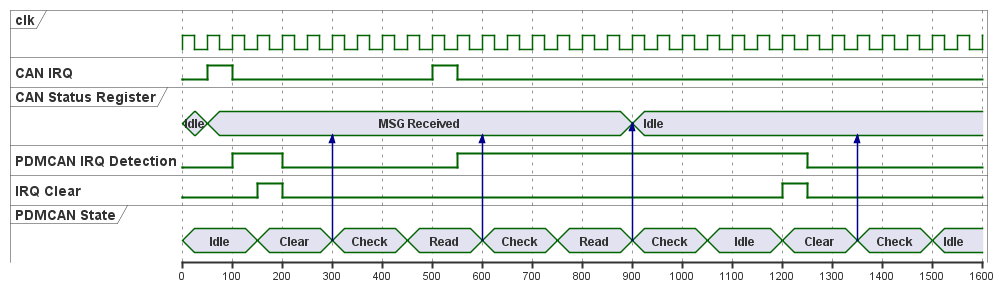 clk
CAN IRQ
CAN Status Register
Idle MSG Received Idle
PDMCAN IRQ Detection
IRQ Clear
PDMCAN State
Idle Clear Check Read Check Read Check Idle Clear Check Idle
0 100 200 300 400 500 600 700 800 900 1000 1100 1200 1300 1400 1500 1600